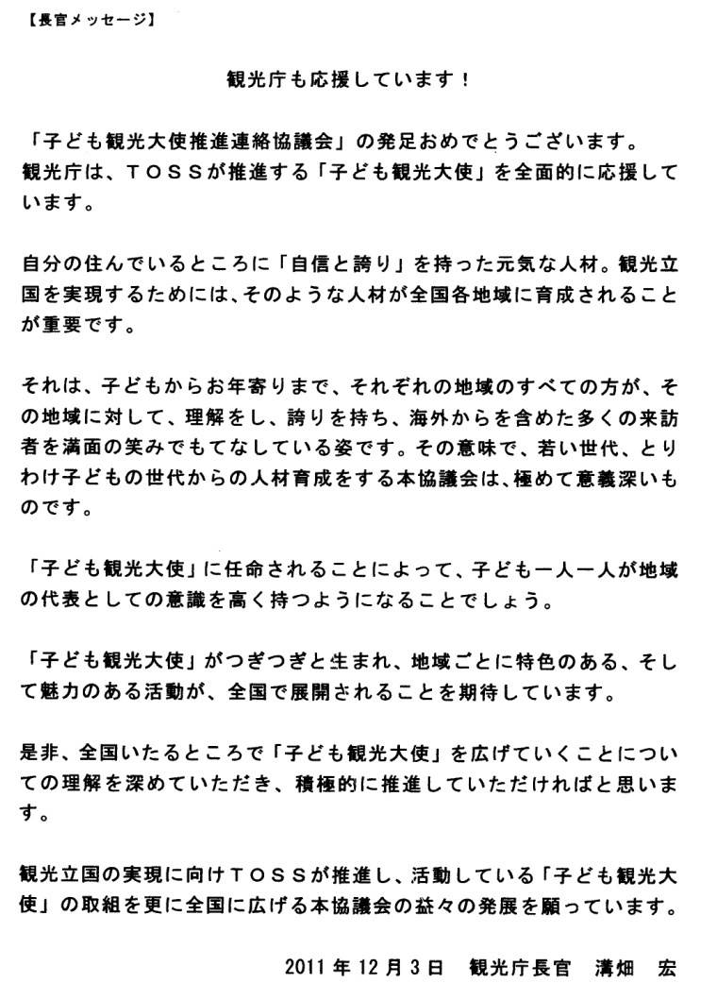 【長官メッセージ】
観光庁も応援しています！
「子ども観光大使推進連絡協議会」の発足おめでとうございます。
観光庁は、ＴＯＳＳが推進する「子ども観光大使」を全面的に応援して
います。
自分の住んでいるところに「自信と誇り」を持った元気な人材。観光立
国を実現するためには、そのような人材が全国各地域に育成されること
が重要です。
それは、子どもからお年寄りまで、それぞれの地域のすべての方が、そ
の地域に対して、理解をし、誇りを持ち、海外からを含めた多くの来訪
者を満面の笑みでもてなしている姿です。その意味で、若い世代、とり
わけ子どもの世代からの人材育成をする本協議会は、極めて意義深いも
のです。
「子ども観光大使」に任命されることによって、子ども一人一人が地域
の代表としての意識を高く持つようになることでしょう。
「子ども観光大使」がつぎつぎと生まれ、地域ごとに特色のある、そし
て魅力のある活動が、全国で展開されることを期待しています。
是非、全国いたるところで「子ども観光大使」を広げていくことについ
ての理解を深めていただき、積極的に推進していただければと思いま
す。
観光立国の実現に向けＴＯＳＳが推進し、活動している「子ども観光大
使」の取組を更に全国に広げる本協議会の益々の発展を願っています。
2011年12月3日　観光庁長官　溝畑　宏